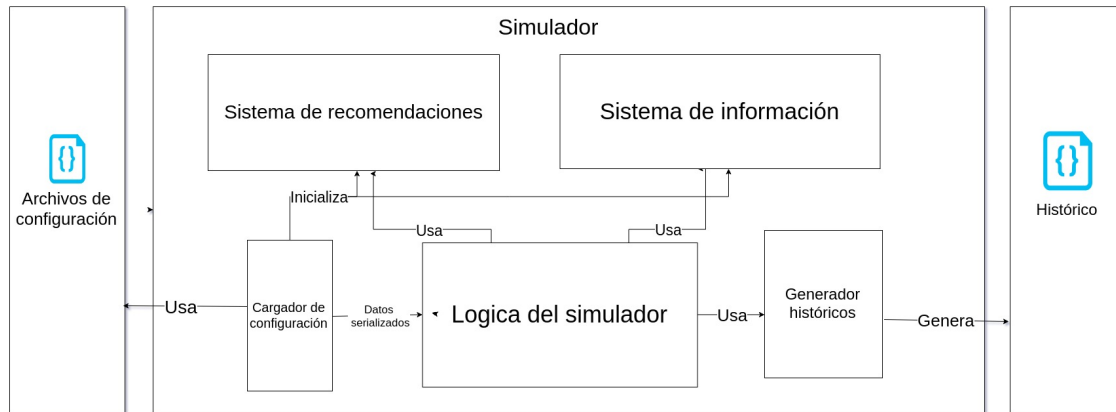 Simulador
Sistema de recomendaciones
Sistema de información
Archivos de
configuración
Histórico
Inicializa
Usa
Usa
Usa
Cargador de
configuración
Datos
serializados
Logica del simulador
Usa
Generador
históricos
Genera